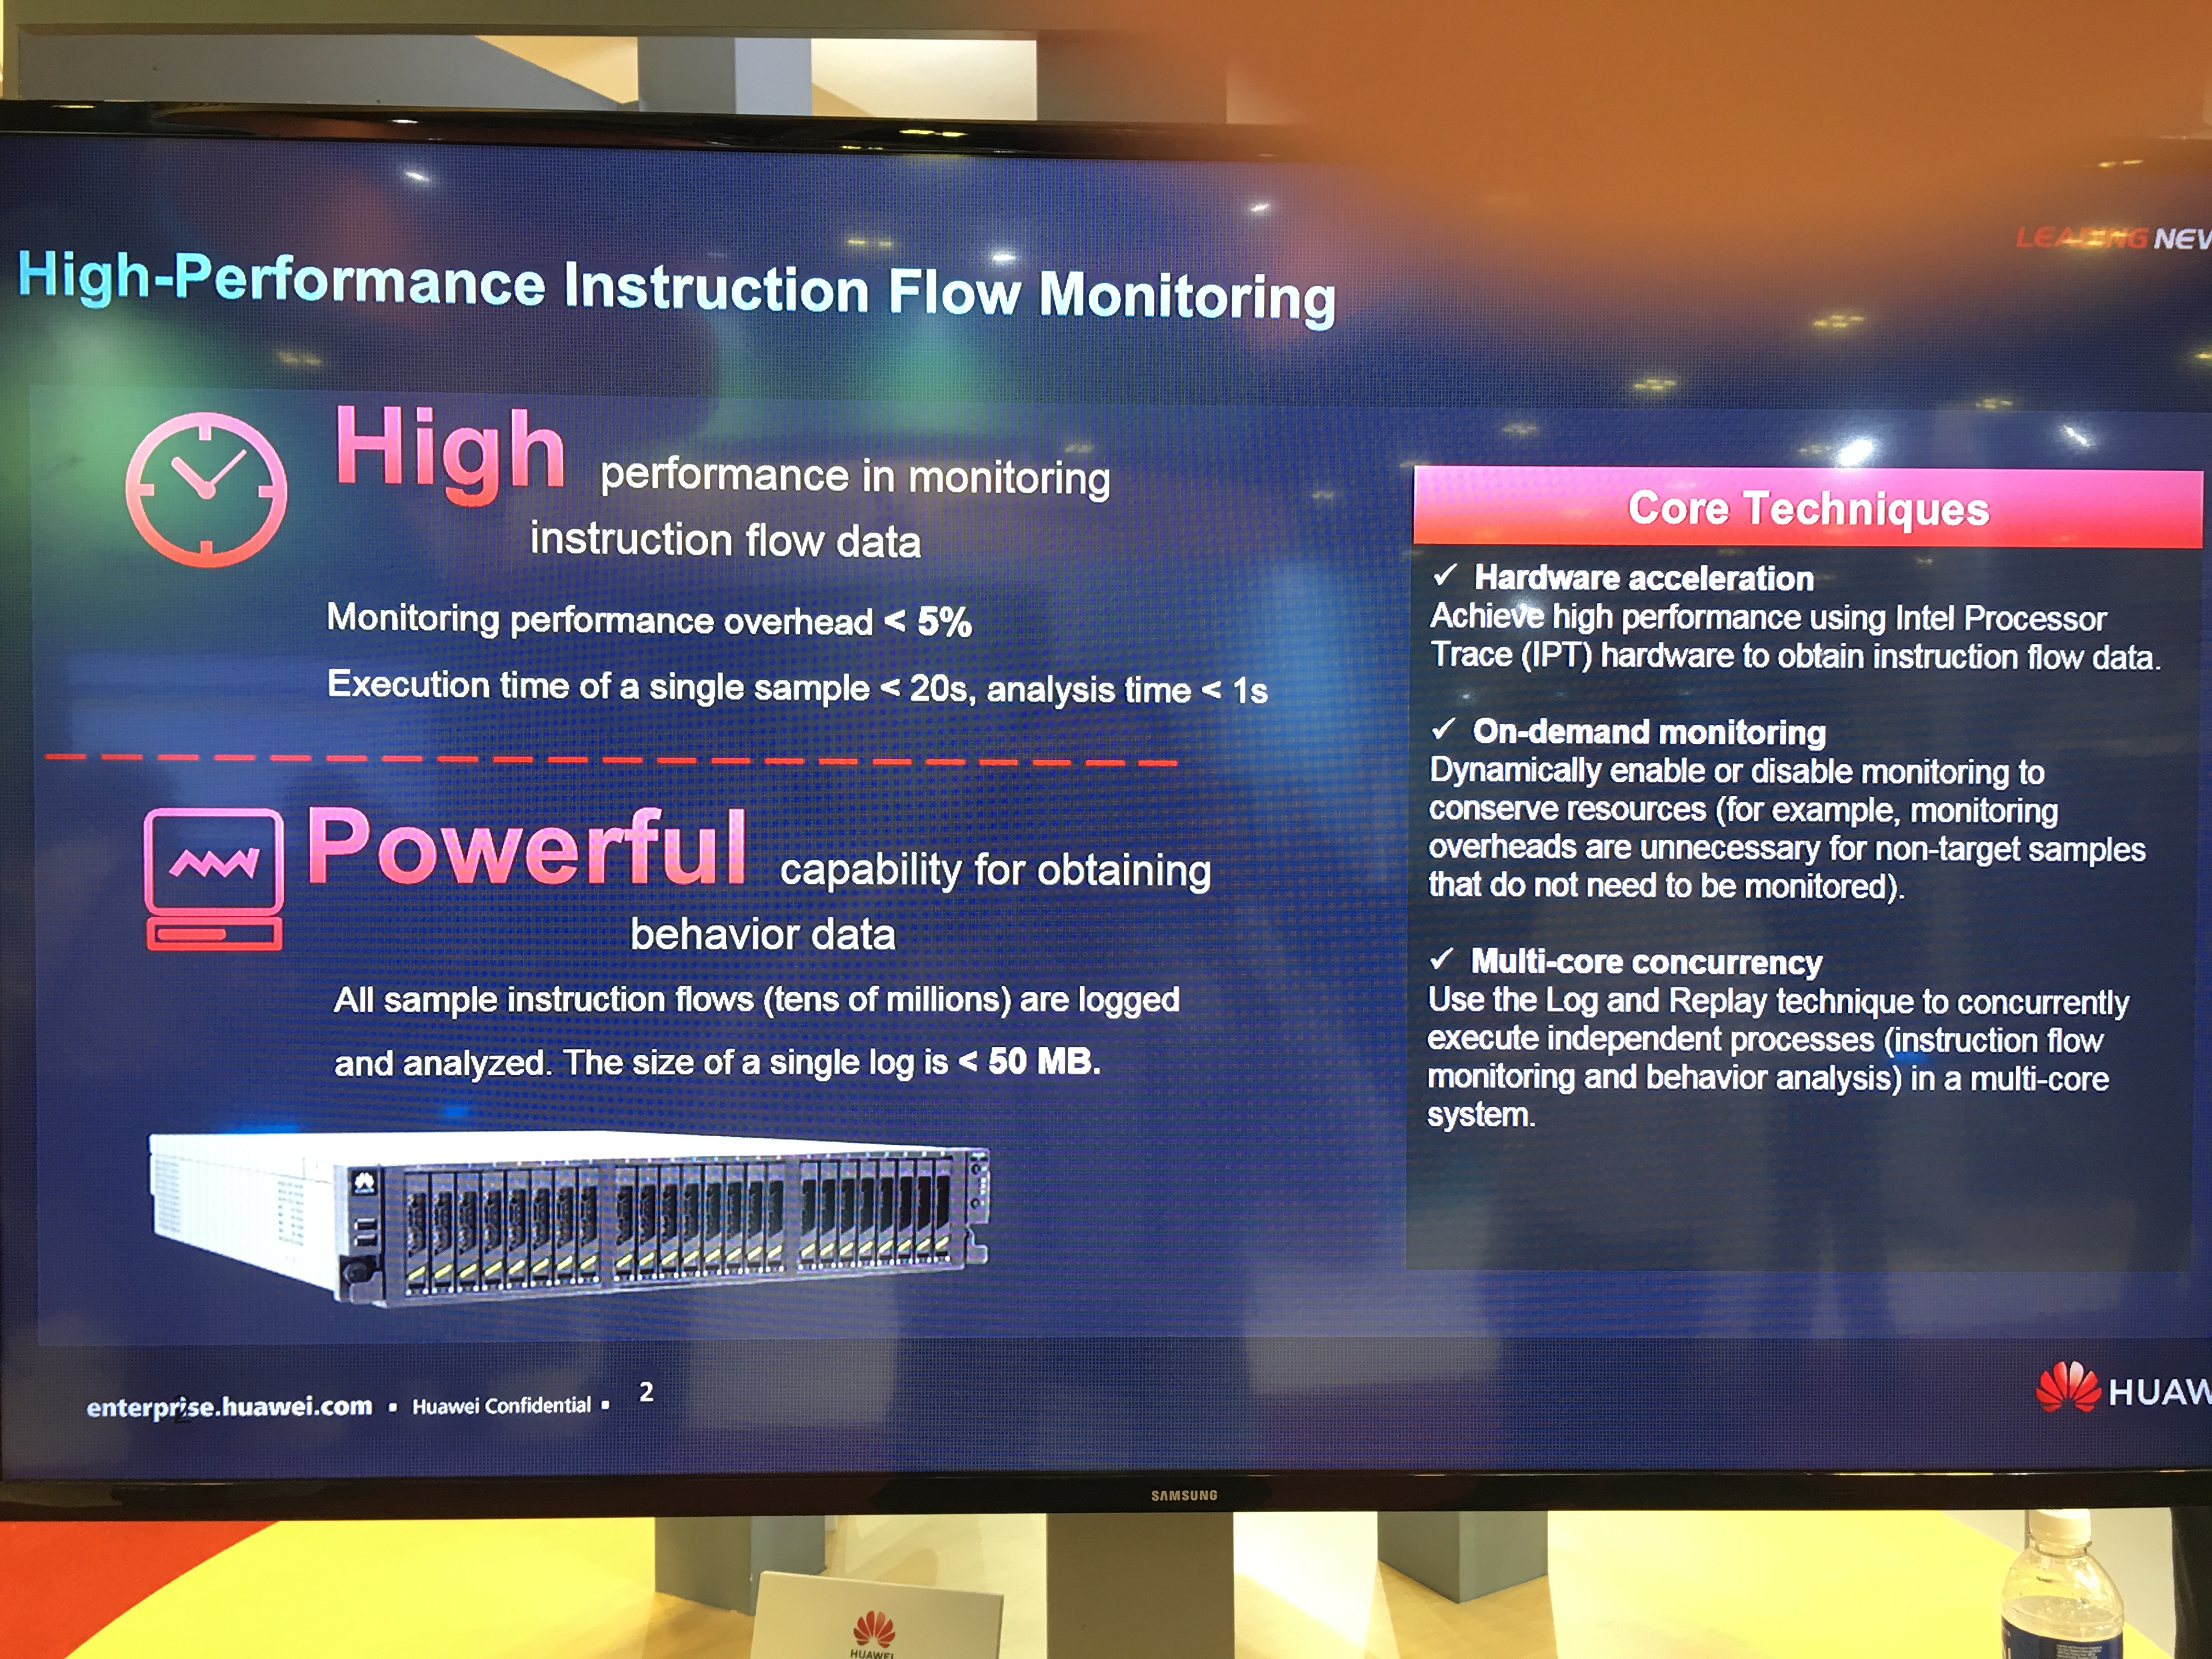 LEADING NEW
High-Performance Instruction Flow Monitoring
High performance in monitoring
instruction flow data
Monitoring performance overhead < 5%
Execution time of a single sample < 20s, analysis time < 1s
Powerful capability for obtaining
behavior data
All sample instruction flows (tens of millions) are logged
and analyzed. The size of a single log is < 50 MB.
Core Techniques
✓ Hardware acceleration
Achieve high performance using Intel Processor
Trace (IPT) hardware to obtain instruction flow data.
✓ On-demand monitoring
Dynamically enable or disable monitoring to
conserve resources (for example, monitoring
overheads are unnecessary for non-target samples
that do not need to be monitored).
✓ Multi-core concurrency
Use the Log and Replay technique to concurrently
execute independent processes (instruction flow
monitoring and behavior analysis) in a multi-core
system.
enterprise.huawei.com ▪ Huawei Confidential ▪ 2
HUAW
SAMSUNG
HUAWEI